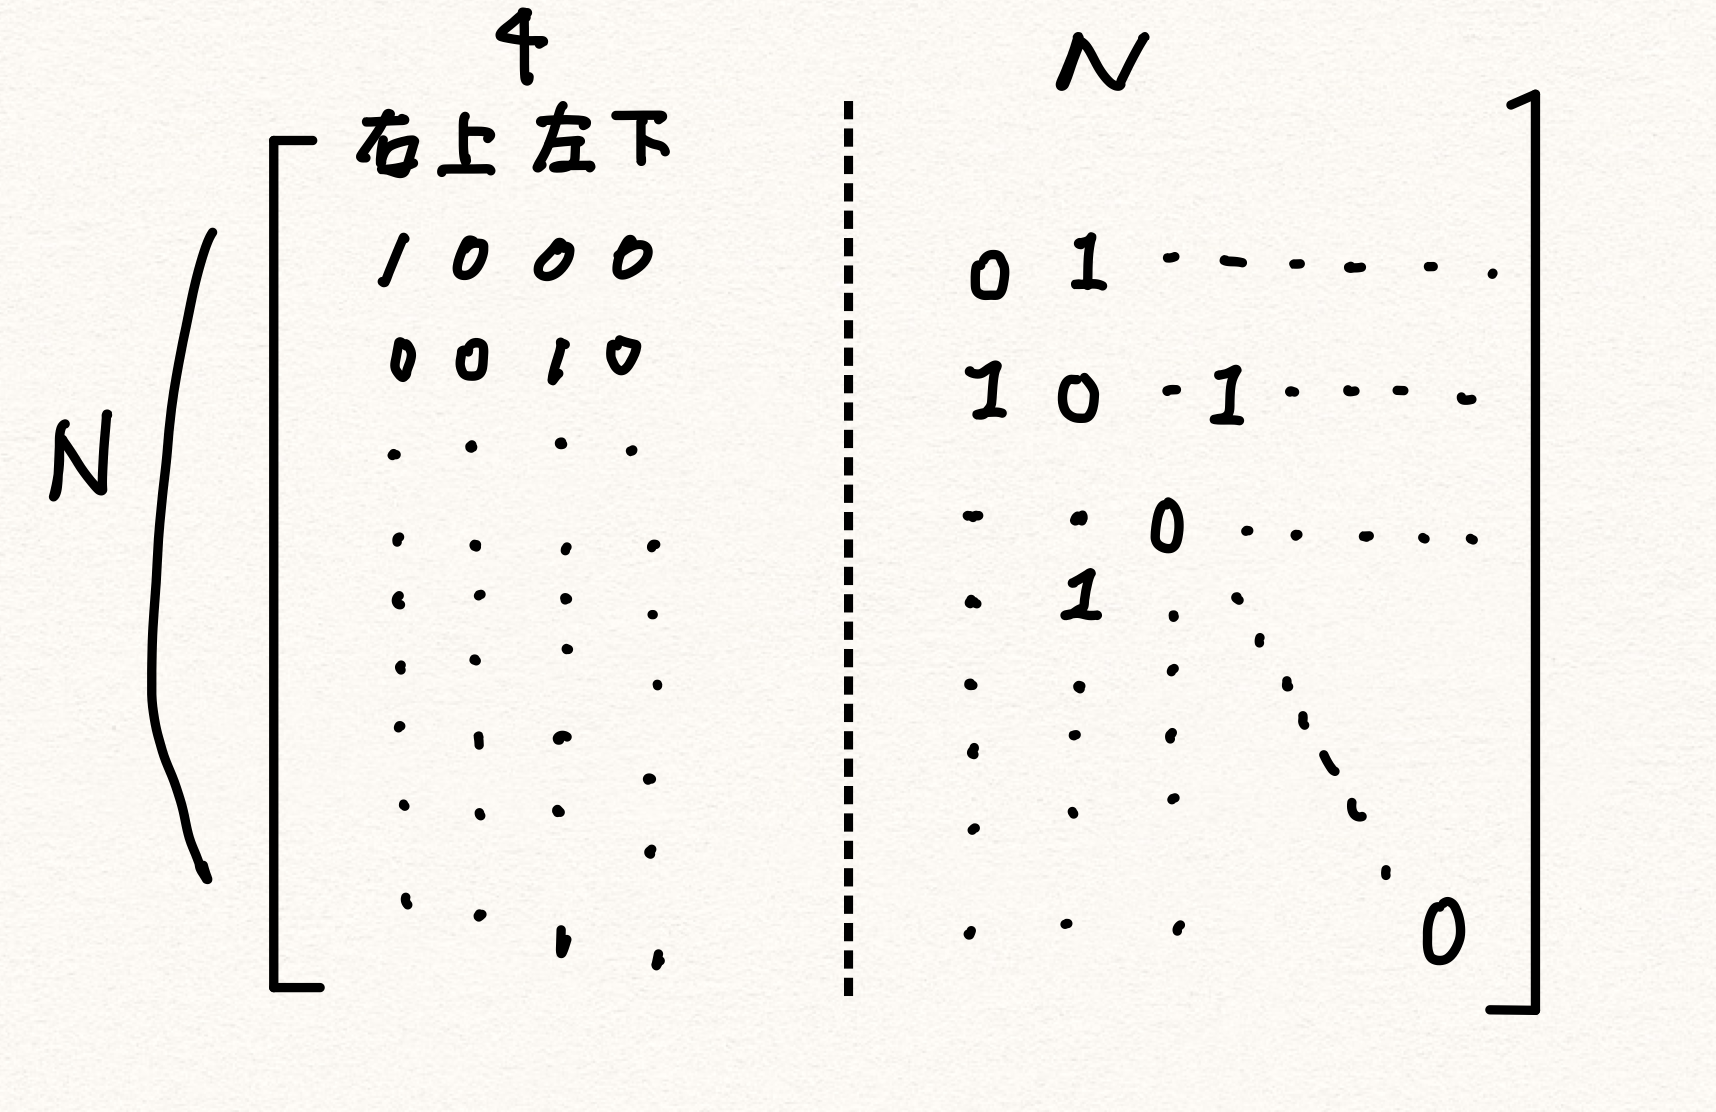 4 N
右 上 左 下
1 0 0 0 0 1 - - - - - .
0 0 1 0 1 0 - 1 - - - -
N
. . . . - . 0 . . . . .
. 1 .
0